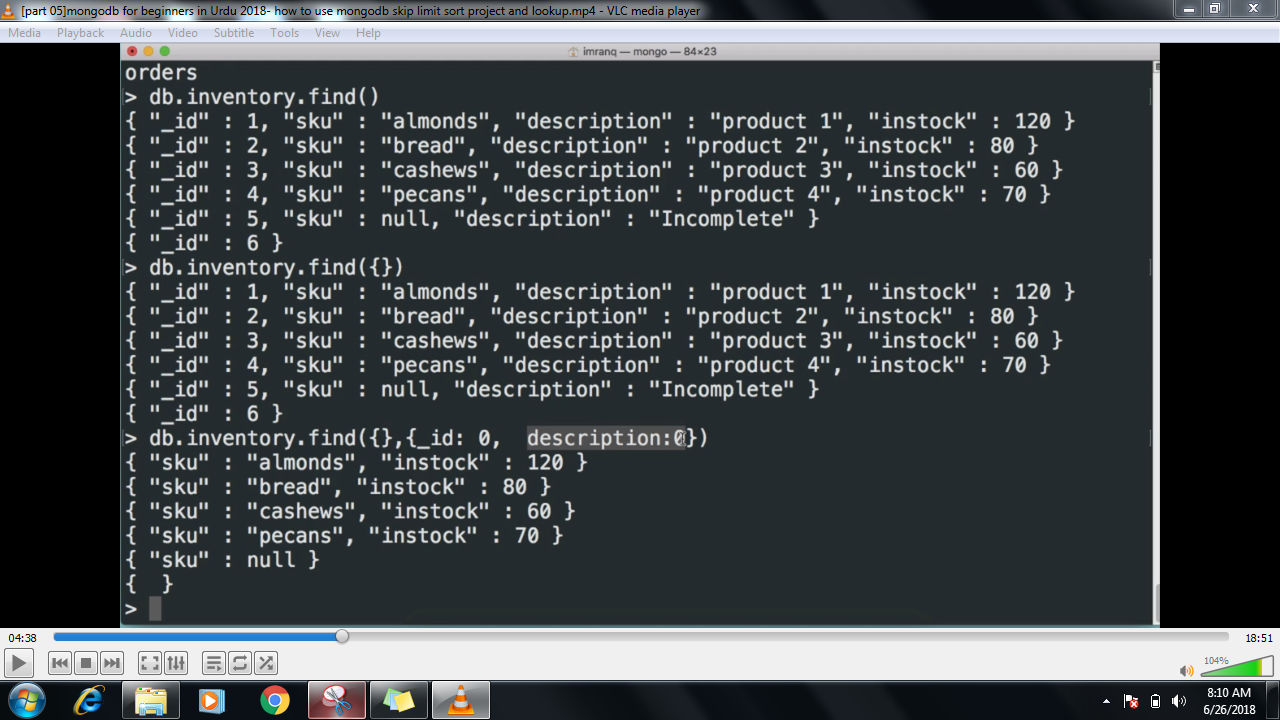 [part 05]mongodb for beginners in Urdu 2018- how to use mongodb skip limit sort project and lookup.mp4 - VLC media player
Media Playback Audio Video Subtitle Tools View Help
imranq — mongo — 84×23
orders
> db.inventory.find()
{ "_id" : 1, "sku" : "almonds", "description" : "product 1", "instock" : 120 }
{ "_id" : 2, "sku" : "bread", "description" : "product 2", "instock" : 80 }
{ "_id" : 3, "sku" : "cashews", "description" : "product 3", "instock" : 60 }
{ "_id" : 4, "sku" : "pecans", "description" : "product 4", "instock" : 70 }
{ "_id" : 5, "sku" : null, "description" : "Incomplete" }
{ "_id" : 6 }
> db.inventory.find({})
{ "_id" : 1, "sku" : "almonds", "description" : "product 1", "instock" : 120 }
{ "_id" : 2, "sku" : "bread", "description" : "product 2", "instock" : 80 }
{ "_id" : 3, "sku" : "cashews", "description" : "product 3", "instock" : 60 }
{ "_id" : 4, "sku" : "pecans", "description" : "product 4", "instock" : 70 }
{ "_id" : 5, "sku" : null, "description" : "Incomplete" }
{ "_id" : 6 }
> db.inventory.find({},{_id: 0,  description:0})
{ "sku" : "almonds", "instock" : 120 }
{ "sku" : "bread", "instock" : 80 }
{ "sku" : "cashews", "instock" : 60 }
{ "sku" : "pecans", "instock" : 70 }
{ "sku" : null }
{  }
>
04:38
18:51
104%
8:10 AM
6/26/2018